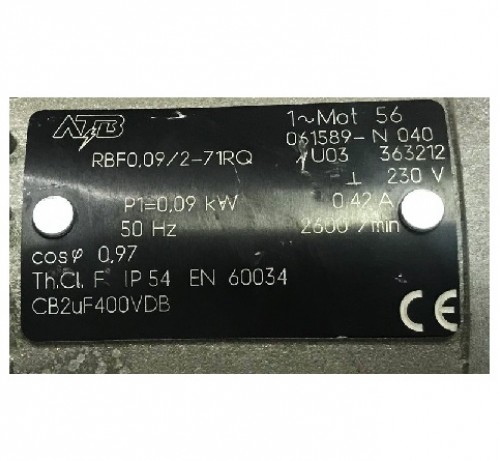 ATB
1~Mot 56
061589-N 040
RBF0,09/2-71RQ
U03 363212
⊥ 230 V
P1=0,09 kW 0,42 A
50 Hz 2600 /min
cosφ 0,97
Th.Cl. F IP 54 EN 60034
CB2uF400VDB
CE